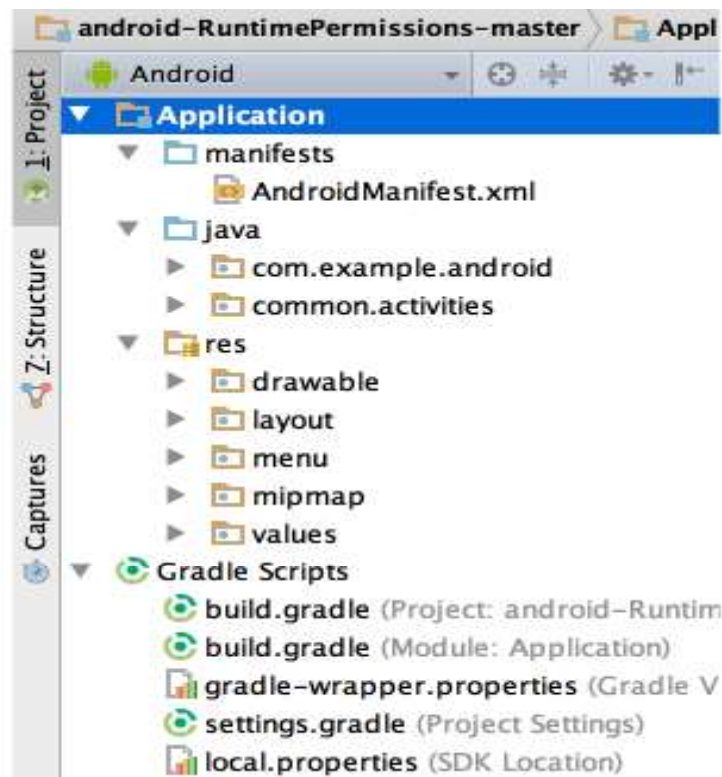 android-RuntimePermissions-master Appl
Android
1: Project
Z: Structure
Captures
Application
manifests
AndroidManifest.xml
java
com.example.android
common.activities
res
drawable
layout
menu
mipmap
values
Gradle Scripts
build.gradle (Project: android-Runtim
build.gradle (Module: Application)
gradle-wrapper.properties (Gradle V
settings.gradle (Project Settings)
local.properties (SDK Location)